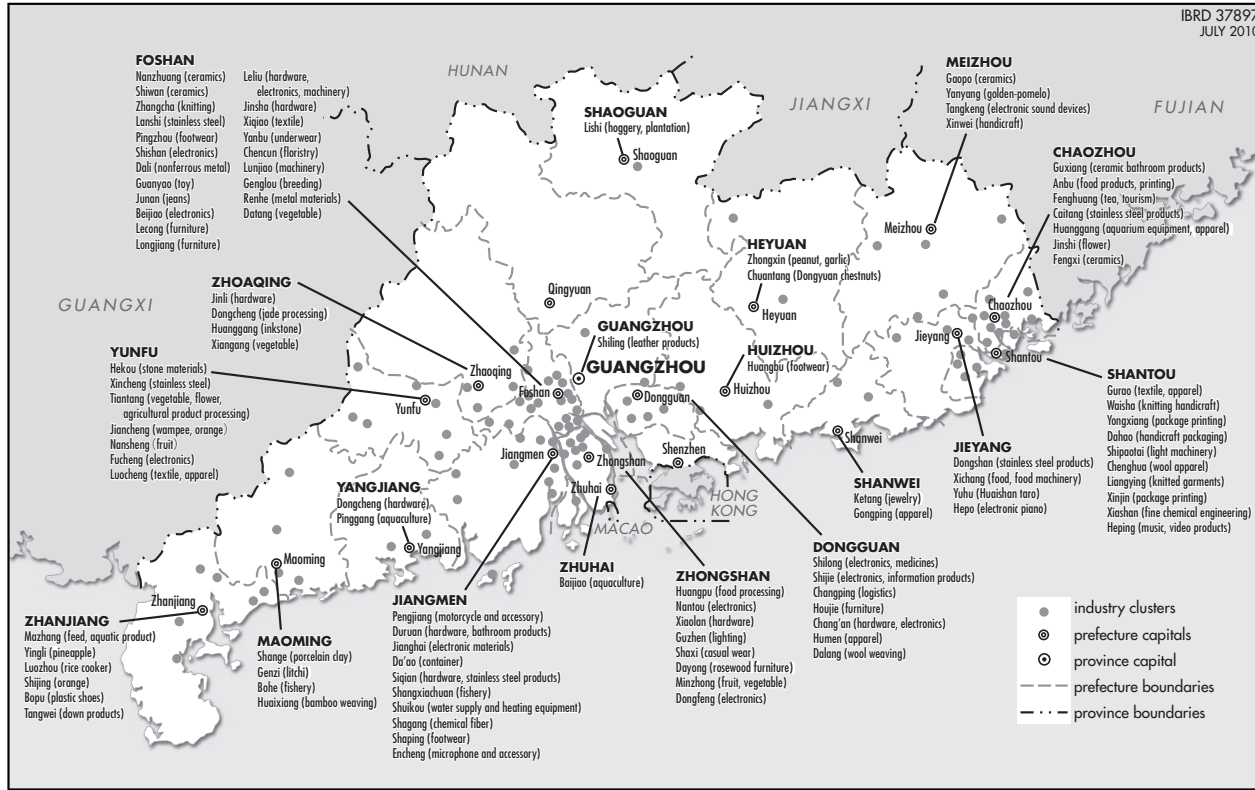 IBRD 37897
JULY 2010
FOSHAN
Nanzhuang (ceramics)
Shiwan (ceramics)
Zhangcha (knitting)
Lanshi (stainless steel)
Pingzhou (footwear)
Shishan (electronics)
Dali (nonferrous metal)
Guanyao (toy)
Junan (jeans)
Beijiao (electronics)
Lecong (furniture)
Longjiang (furniture)
Leliu (hardware,
electronics, machinery)
Jinsha (hardware)
Xiqiao (textile)
Yanbu (underwear)
Chencun (floristry)
Lunjiao (machinery)
Genglou (breeding)
Renhe (metal materials)
Datang (vegetable)
HUNAN
JIANGXI
FUJIAN
GUANGXI
SHAOGUAN
Lishi (hoggery, plantation)
Shaoguan
MEIZHOU
Gaopo (ceramics)
Yanyang (golden-pomelo)
Tangkeng (electronic sound devices)
Xinwei (handicraft)
Meizhou
CHAOZHOU
Guxiang (ceramic bathroom products)
Anbu (food products, printing)
Fenghuang (tea, tourism)
Caitang (stainless steel products)
Huanggang (aquarium equipment, apparel)
Jinshi (flower)
Fengxi (ceramics)
Chaozhou
HEYUAN
Zhongxin (peanut, garlic)
Chuantang (Dongyuan chestnuts)
Heyuan
ZHOAQING
Jinli (hardware)
Dongcheng (jade processing)
Huanggang (inkstone)
Xiangang (vegetable)
Zhaoqing
Qingyuan
GUANGZHOU
Shiling (leather products)
GUANGZHOU
HUIZHOU
Huangbu (footwear)
Huizhou
Jieyang
Shantou
YUNFU
Hekou (stone materials)
Xincheng (stainless steel)
Tiantang (vegetable, flower,
agricultural product processing)
Jiancheng (wampee, orange)
Nansheng (fruit)
Fucheng (electronics)
Luocheng (textile, apparel)
Yunfu
Foshan
Dongguan
SHANTOU
Gurao (textile, apparel)
Waisha (knitting handicraft)
Yongxiang (package printing)
Dahao (handicraft packaging)
Shipaotai (light machinery)
Chenghua (wool apparel)
Liangying (knitted garments)
Xinjin (package printing)
Xiashan (fine chemical engineering)
Heping (music, video products)
Jiangmen
Zhongshan
Shenzhen
Shanwei
Zhuhai
HONG
KONG
MACAO
JIEYANG
Dongshan (stainless steel products)
Xichang (food, food machinery)
Yuhu (Huaishan taro)
Hepo (electronic piano)
SHANWEI
Ketang (jewelry)
Gongping (apparel)
YANGJIANG
Dongcheng (hardware)
Pinggang (aquaculture)
Yangjiang
Maoming
Zhanjiang
ZHUHAI
Baijiao (aquaculture)
ZHANJIANG
Mazhang (feed, aquatic product)
Yingli (pineapple)
Luozhou (rice cooker)
Shijing (orange)
Bopu (plastic shoes)
Tangwei (down products)
MAOMING
Shange (porcelain clay)
Genzi (litchi)
Bohe (fishery)
Huaixiang (bamboo weaving)
JIANGMEN
Pengjiang (motorcycle and accessory)
Duruan (hardware, bathroom products)
Jianghai (electronic materials)
Da'ao (container)
Siqian (hardware, stainless steel products)
Shangxiachuan (fishery)
Shuikou (water supply and heating equipment)
Shagang (chemical fiber)
Shaping (footwear)
Encheng (microphone and accessory)
ZHONGSHAN
Huangpu (food processing)
Nantou (electronics)
Xiaolan (hardware)
Guzhen (lighting)
Shaxi (casual wear)
Dayong (rosewood furniture)
Minzhong (fruit, vegetable)
Dongfeng (electronics)
DONGGUAN
Shilong (electronics, medicines)
Shijie (electronics, information products)
Changping (logistics)
Houjie (furniture)
Chang'an (hardware, electronics)
Humen (apparel)
Dalang (wool weaving)
industry clusters
prefecture capitals
province capital
prefecture boundaries
province boundaries